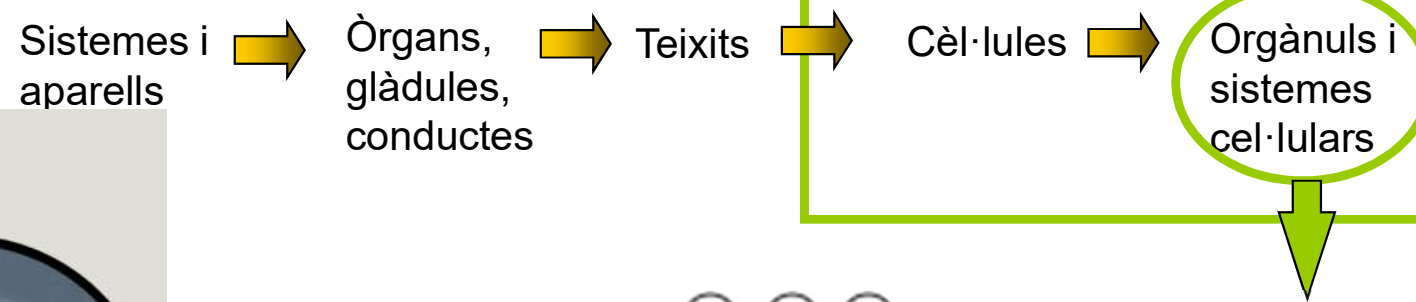 Sistemes i
aparells
Òrgans,
glàdules,
conductes
Teixits
Cèl·lules
Orgànuls i
sistemes
cel·lulars